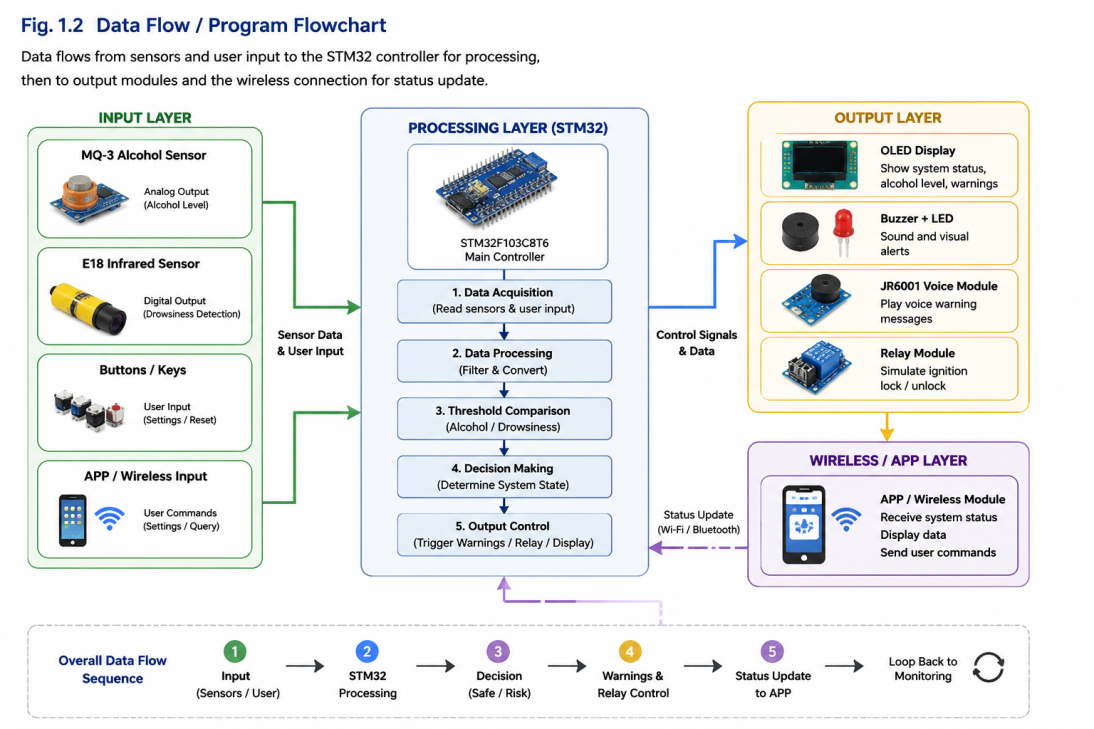 Fig. 1.2 Data Flow / Program Flowchart
Data flows from sensors and user input to the STM32 controller for processing,
then to output modules and the wireless connection for status update.
INPUT LAYER
MQ-3 Alcohol Sensor
Analog Output
(Alcohol Level)
E18 Infrared Sensor
Digital Output
(Drowsiness Detection)
Buttons / Keys
User Input
(Settings / Reset)
APP / Wireless Input
User Commands
(Settings / Query)
Sensor Data
& User Input
PROCESSING LAYER (STM32)
STM32F103C8T6
Main Controller
1. Data Acquisition
(Read sensors & user input)
2. Data Processing
(Filter & Convert)
3. Threshold Comparison
(Alcohol / Drowsiness)
4. Decision Making
(Determine System State)
5. Output Control
(Trigger Warnings / Relay / Display)
Control Signals
& Data
OUTPUT LAYER
OLED Display
Show system status,
alcohol level, warnings
Buzzer + LED
Sound and visual
alerts
JR6001 Voice Module
Play voice warning
messages
Relay Module
Simulate ignition
lock / unlock
WIRELESS / APP LAYER
APP / Wireless Module
Receive system status
Display data
Send user commands
Status Update
(Wi-Fi / Bluetooth)
Overall Data Flow
Sequence
1
Input
(Sensors / User)
2
STM32
Processing
3
Decision
(Safe / Risk)
4
Warnings &
Relay Control
5
Status Update
to APP
Loop Back to
Monitoring